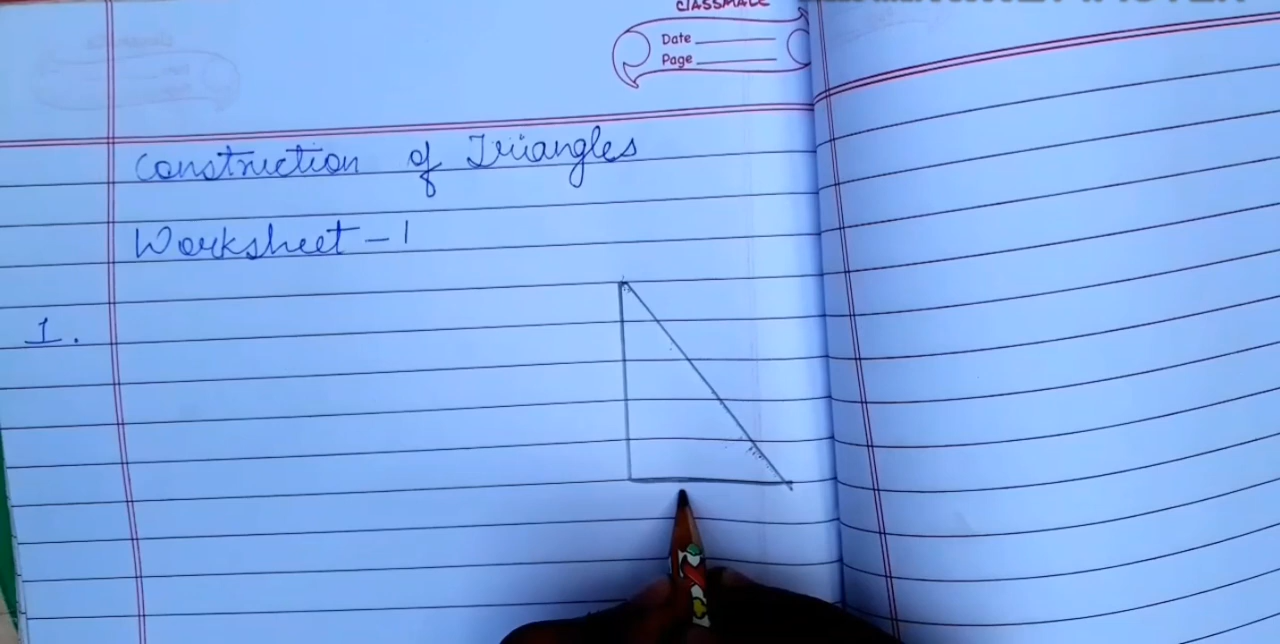 classmate
Date
Page
Construction of Triangles
Worksheet - 1
1.